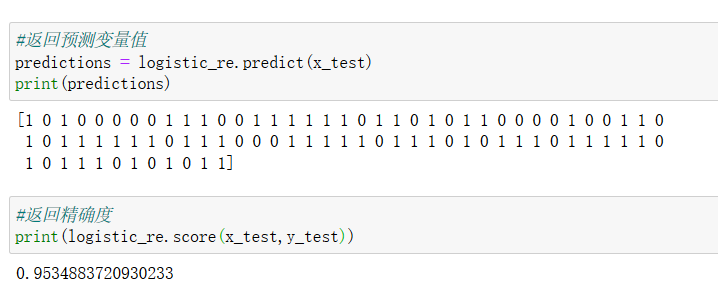 #返回预测变量值
predictions = logistic_re.predict(x_test)
print(predictions)
[1 0 1 0 0 0 0 0 1 1 1 0 0 1 1 1 1 1 1 0 1 1 0 1 0 1 1 0 0 0 0 1 0 0 1 1 0
1 0 1 1 1 1 1 1 0 1 1 1 0 0 0 1 1 1 1 1 0 1 1 1 0 1 0 1 1 1 0 1 1 1 1 1 0
1 0 1 1 1 0 1 0 1 0 1 1]
#返回精确度
print(logistic_re.score(x_test,y_test))
0.9534883720930233